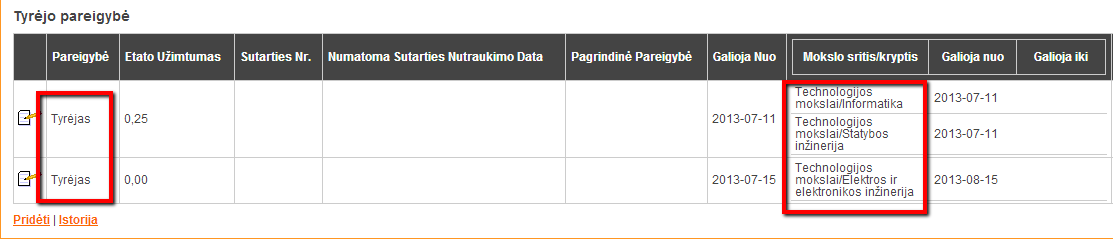 Tyrėjo pareigybė
Pareigybė Etato Užimtumas Sutarties Nr. Numatoma Sutarties Nutraukimo Data Pagrindinė Pareigybė Galioja Nuo Mokslo sritis/kryptis Galioja nuo Galioja iki
Tyrėjas 0,25 2013-07-11
Technologijos
mokslai/Informatika
2013-07-11
Technologijos
mokslai/Statybos
inžinerija
2013-07-11
Tyrėjas 0,00 2013-07-15
Technologijos
mokslai/Elektros ir
elektronikos inžinerija
2013-08-15
Pridėti | Istorija